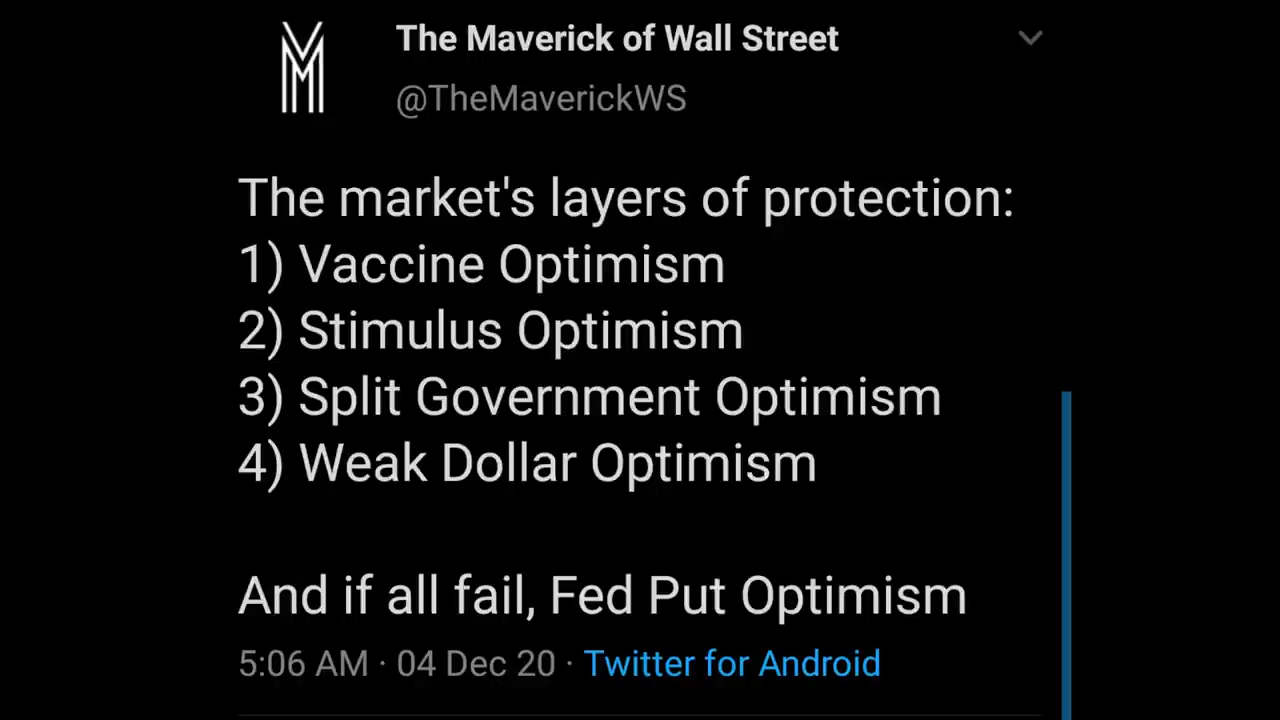 The Maverick of Wall Street
@TheMaverickWS
The market's layers of protection:
1) Vaccine Optimism
2) Stimulus Optimism
3) Split Government Optimism
4) Weak Dollar Optimism
And if all fail, Fed Put Optimism
5:06 AM · 04 Dec 20 · Twitter for Android